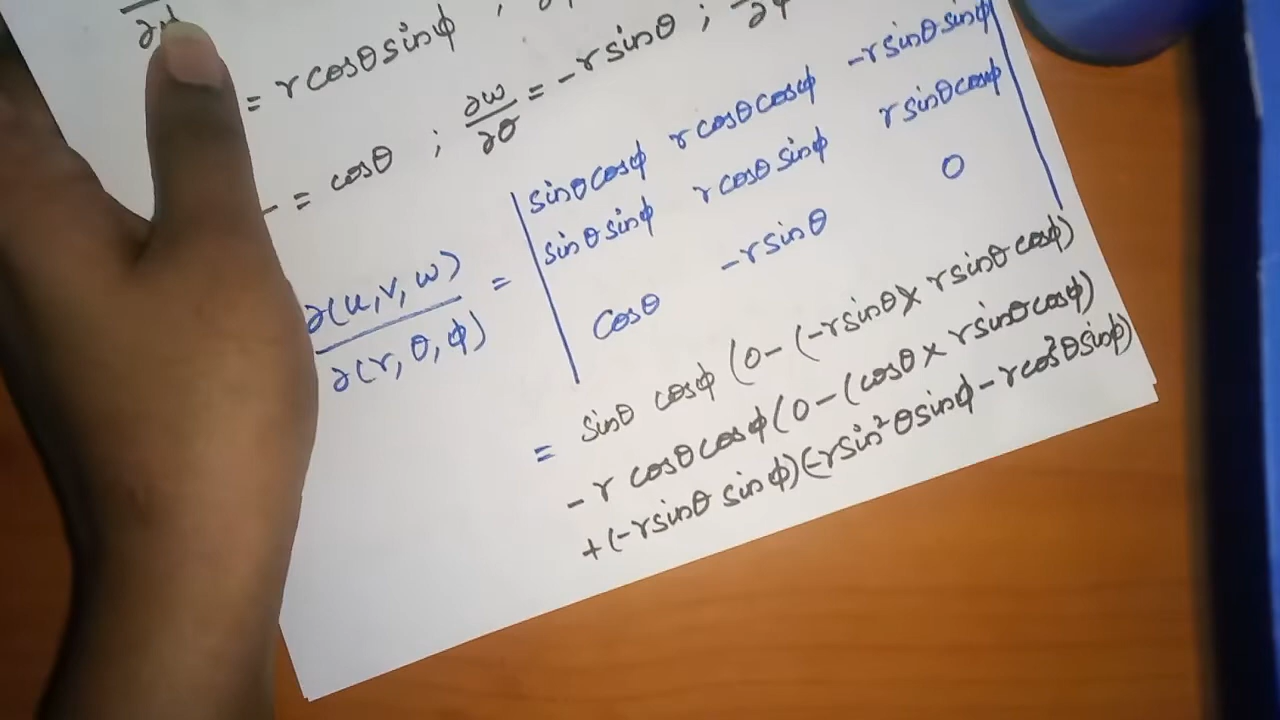 = r cosθ sinϕ ;
= cosθ ; ∂w/∂θ = -r sinθ ;
∂(u, v, w)/∂(r, θ, ϕ) = | sinθ cosϕ r cosθ cosϕ -r sinθ sinϕ |
sinθ sinϕ r cosθ sinϕ r sinθ cosϕ
cosθ -r sinθ 0
= sinθ cosϕ (0-(-r sinθ × r sinθ cosϕ)
- r cosθ cosϕ (0-(cosθ × r sinθ cosϕ)
+(-r sinθ sinϕ)(-r sin²θ sinϕ - r cos²θ sinϕ)